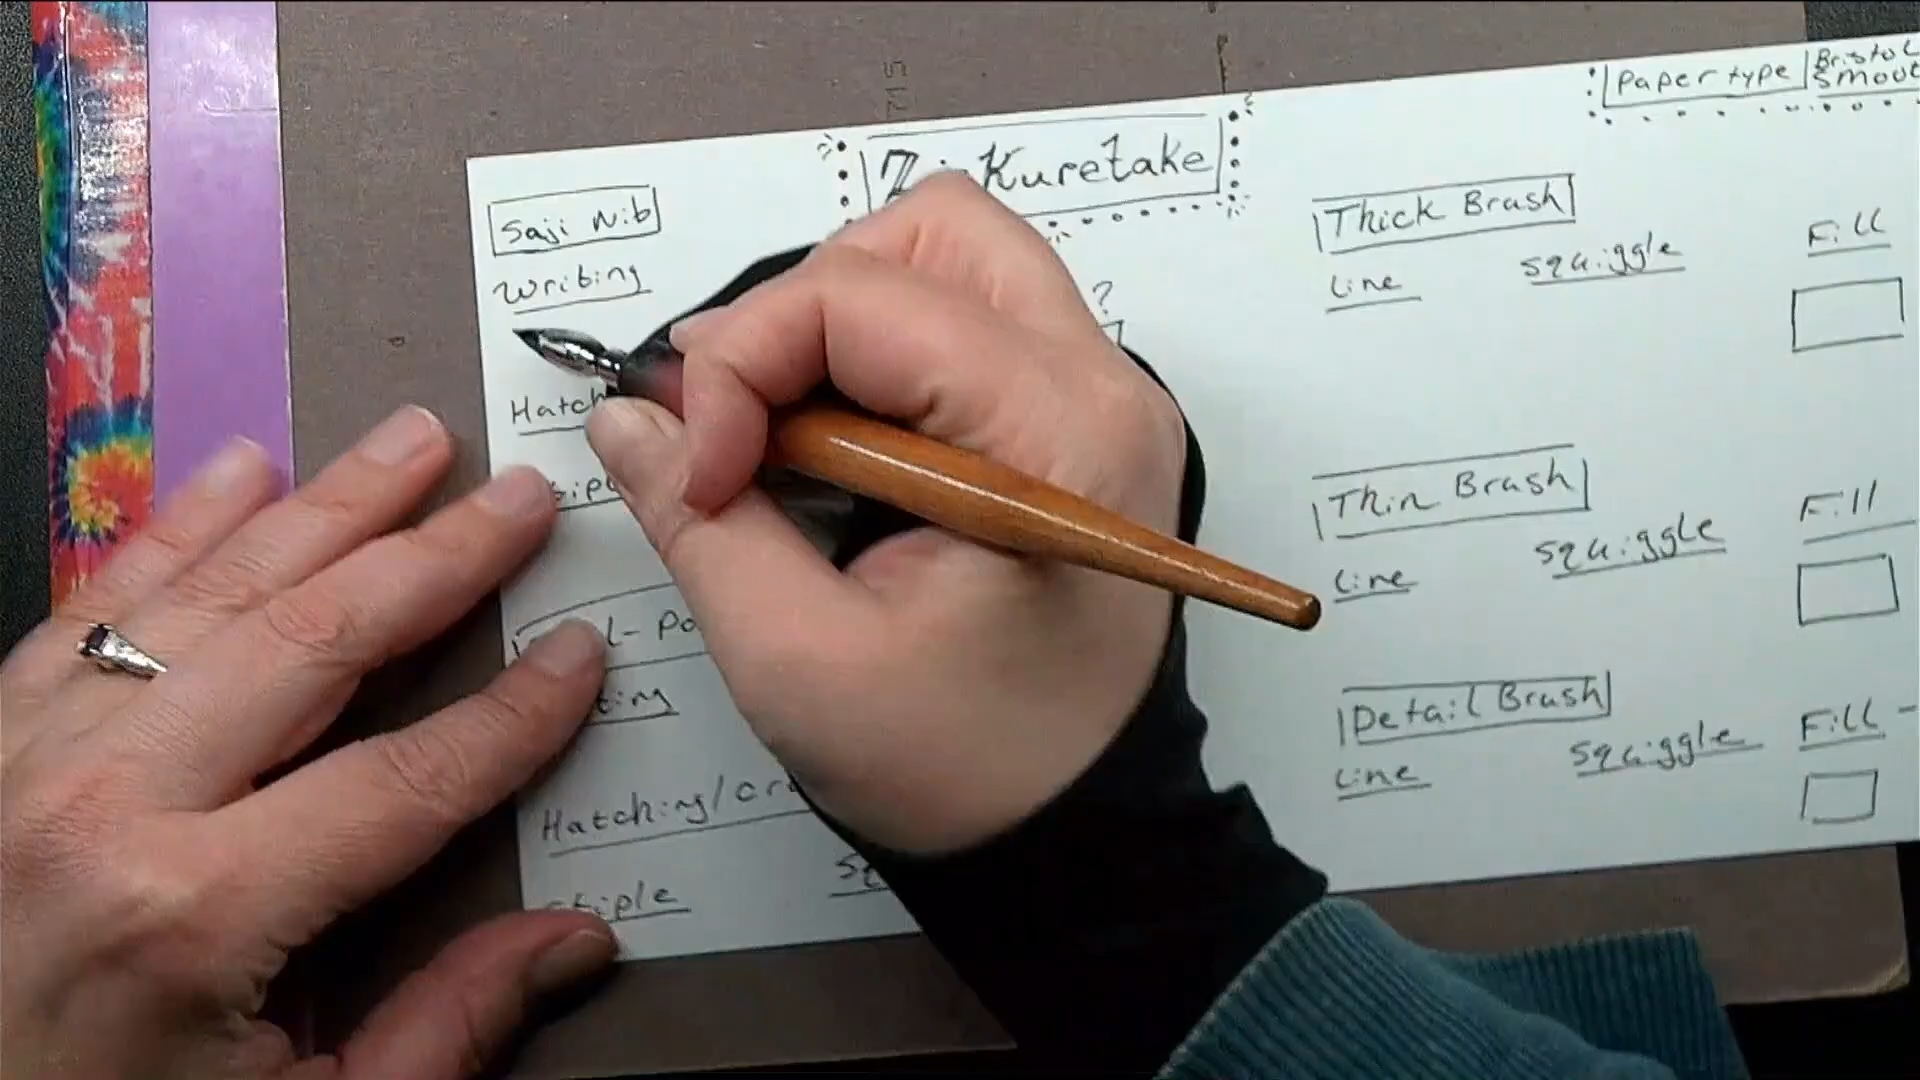 Paper type Bristol
Kuretake
Saji Nib
Writing
?
Hatch
Thick Brush
Line
Squiggle
Fill
Thin Brush
Line
Squiggle
Fill
Hatching/
Stiple
Detail Brush
Line
Squiggle
Fill